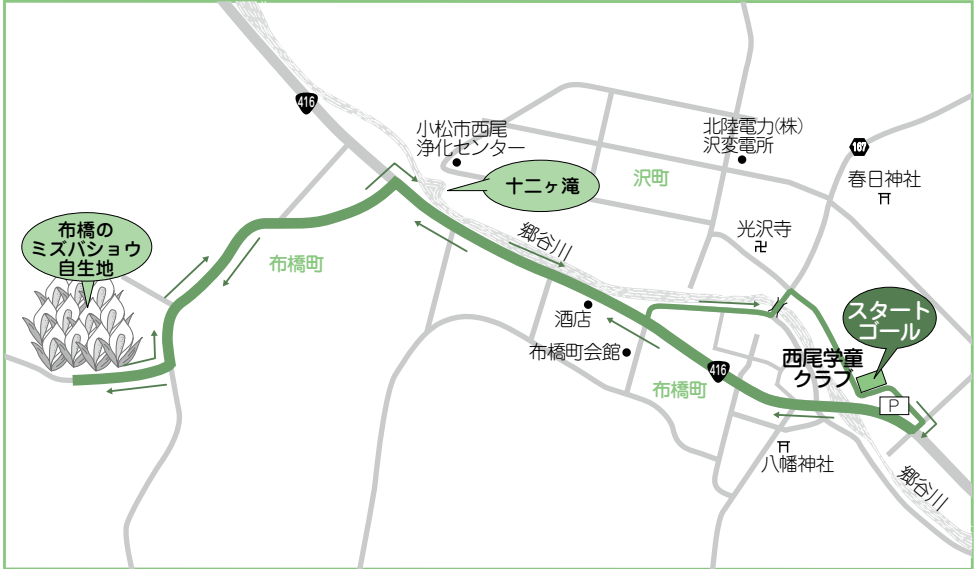 416
小松市西尾
浄化センター
十二ヶ滝
北陸電力(株)
沢変電所
167
春日神社
沢町
光沢寺
布橋の
ミズバショウ
自生地
布橋町
郷谷川
スタート
ゴール
酒店
布橋町会館
416
西尾学童
クラブ
布橋町
P
八幡神社
郷谷川